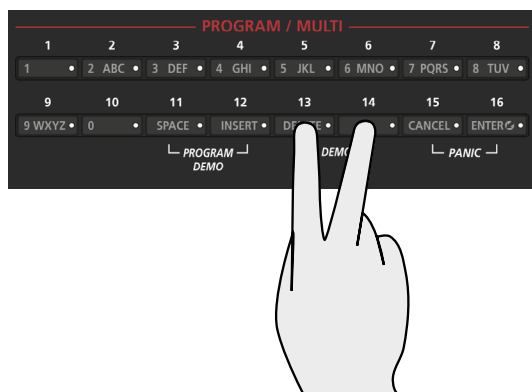 PROGRAM / MULTI
1 2 3 4 5 6 7 8
1 2 ABC 3 DEF 4 GHI 5 JKL 6 MNO 7 PQRS 8 TUV
9 10 11 12 13 14 15 16
9 WXYZ 0 SPACE INSERT CANCEL ENTER
PROGRAM PANIC
DEMO